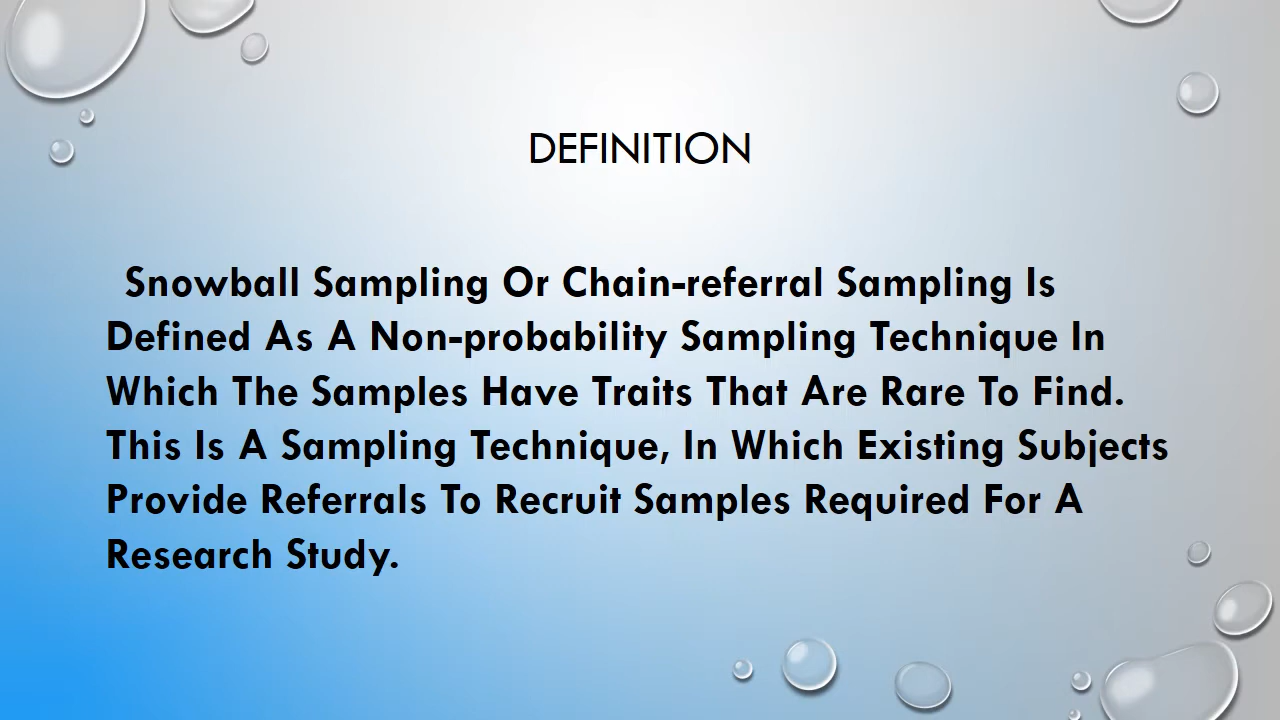 DEFINITION
Snowball Sampling Or Chain-referral Sampling Is
Defined As A Non-probability Sampling Technique In
Which The Samples Have Traits That Are Rare To Find.
This Is A Sampling Technique, In Which Existing Subjects
Provide Referrals To Recruit Samples Required For A
Research Study.